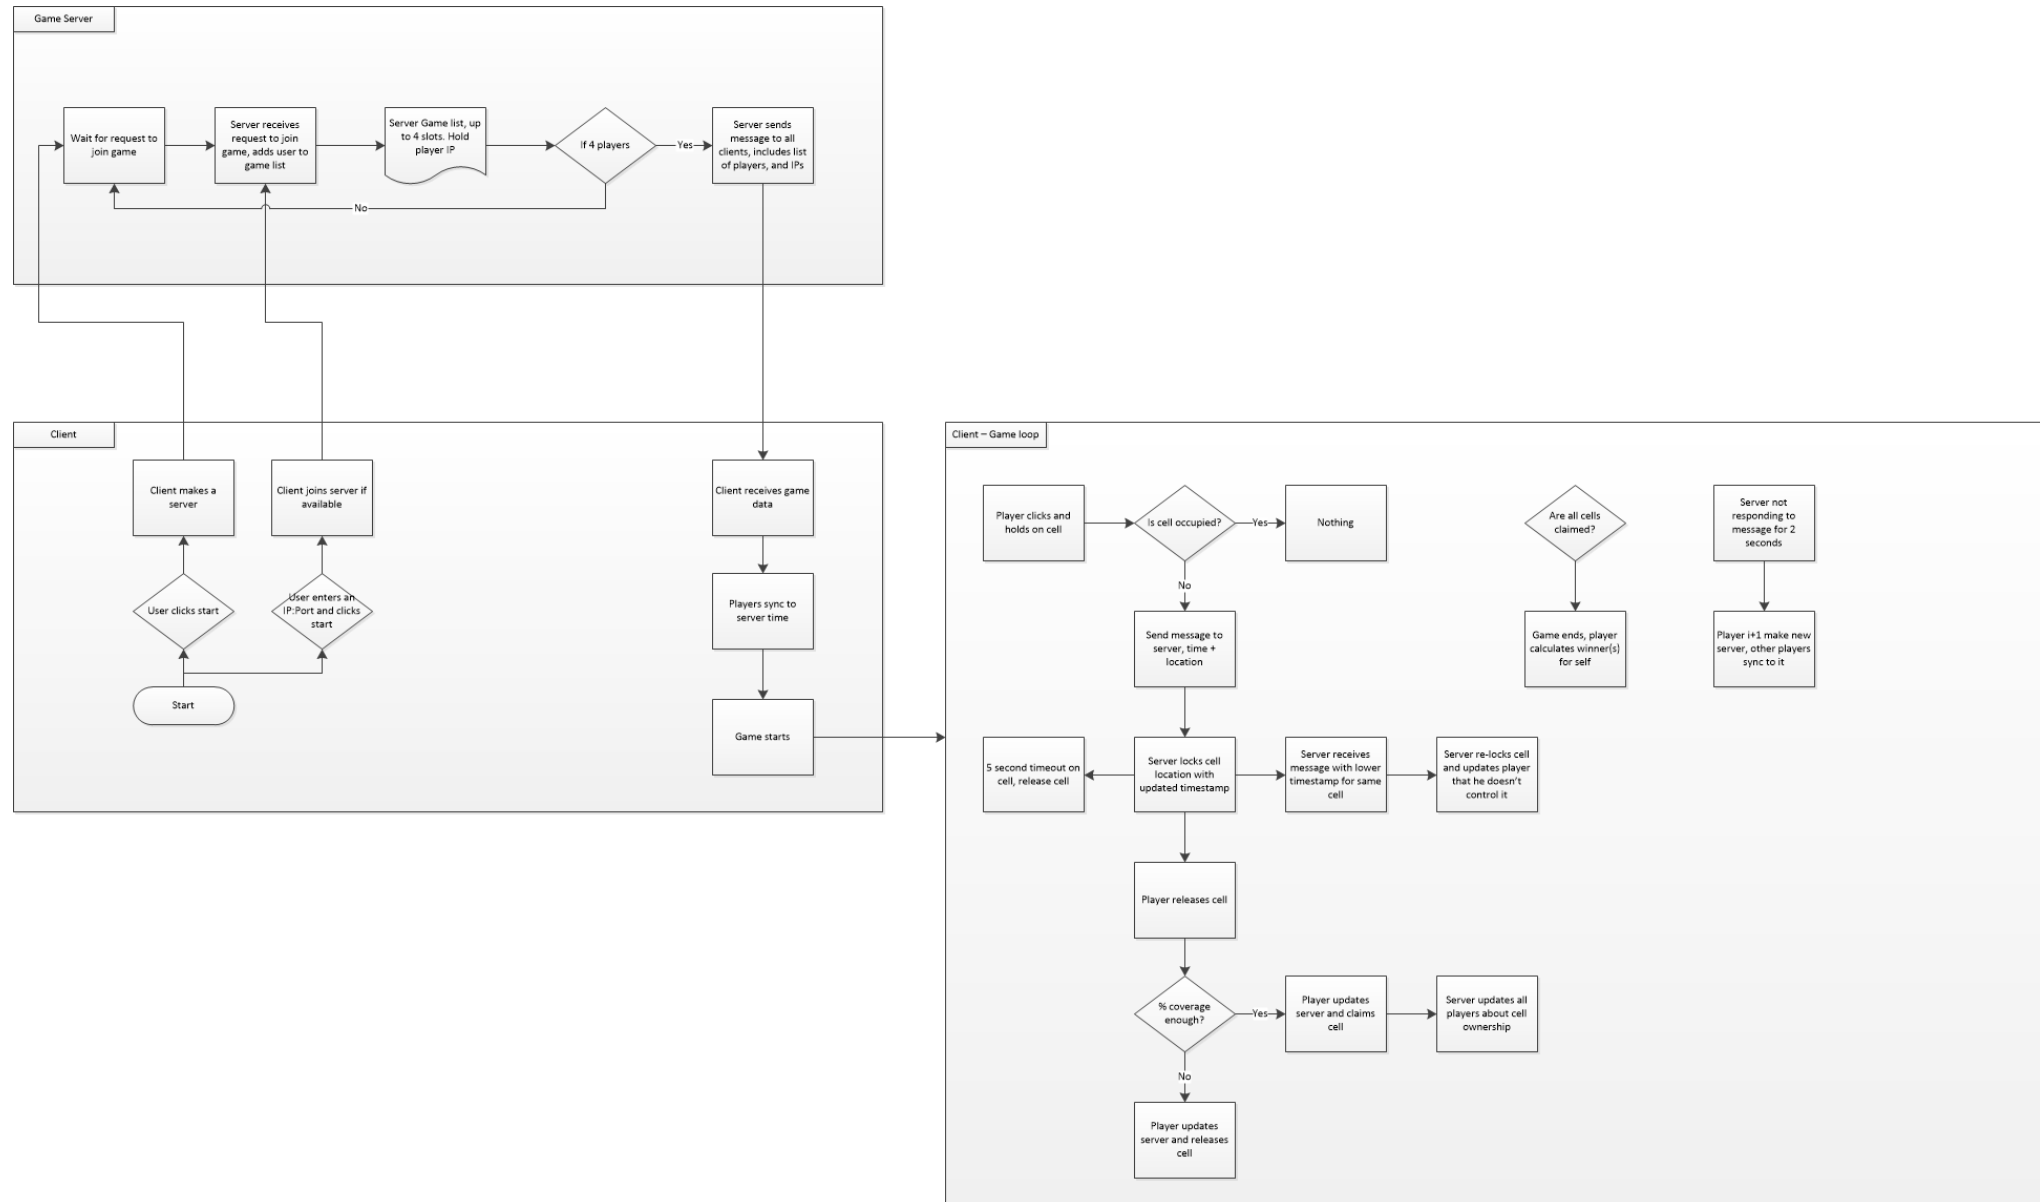 Game Server
Wait for request to
join game
Server receives
request to join
game, adds user to
game list
Server Game list, up
to 4 slots. Hold
player IP
If 4 players
Yes
Server sends
message to all
clients, includes list
of players, and IPs
No
Client
Client makes a
server
Client joins server if
available
Client receives game
data
User clicks start
User enters an
IP:Port and clicks
start
Players sync to
server time
Start
Game starts
Client – Game loop
Player clicks and
holds on cell
Is cell occupied?
Yes
Nothing
Are all cells
claimed?
Server not
responding to
message for 2
seconds
No
Send message to
server, time +
location
Game ends, player
calculates winner(s)
for self
Player i+1 make new
server, other players
sync to it
5 second timeout on
cell, release cell
Server locks cell
location with
updated timestamp
Server receives
message with lower
timestamp for same
cell
Server re-locks cell
and updates player
that he doesn't
control it
Player releases cell
% coverage
enough?
Yes
Player updates
server and claims
cell
Server updates all
players about cell
ownership
No
Player updates
server and releases
cell